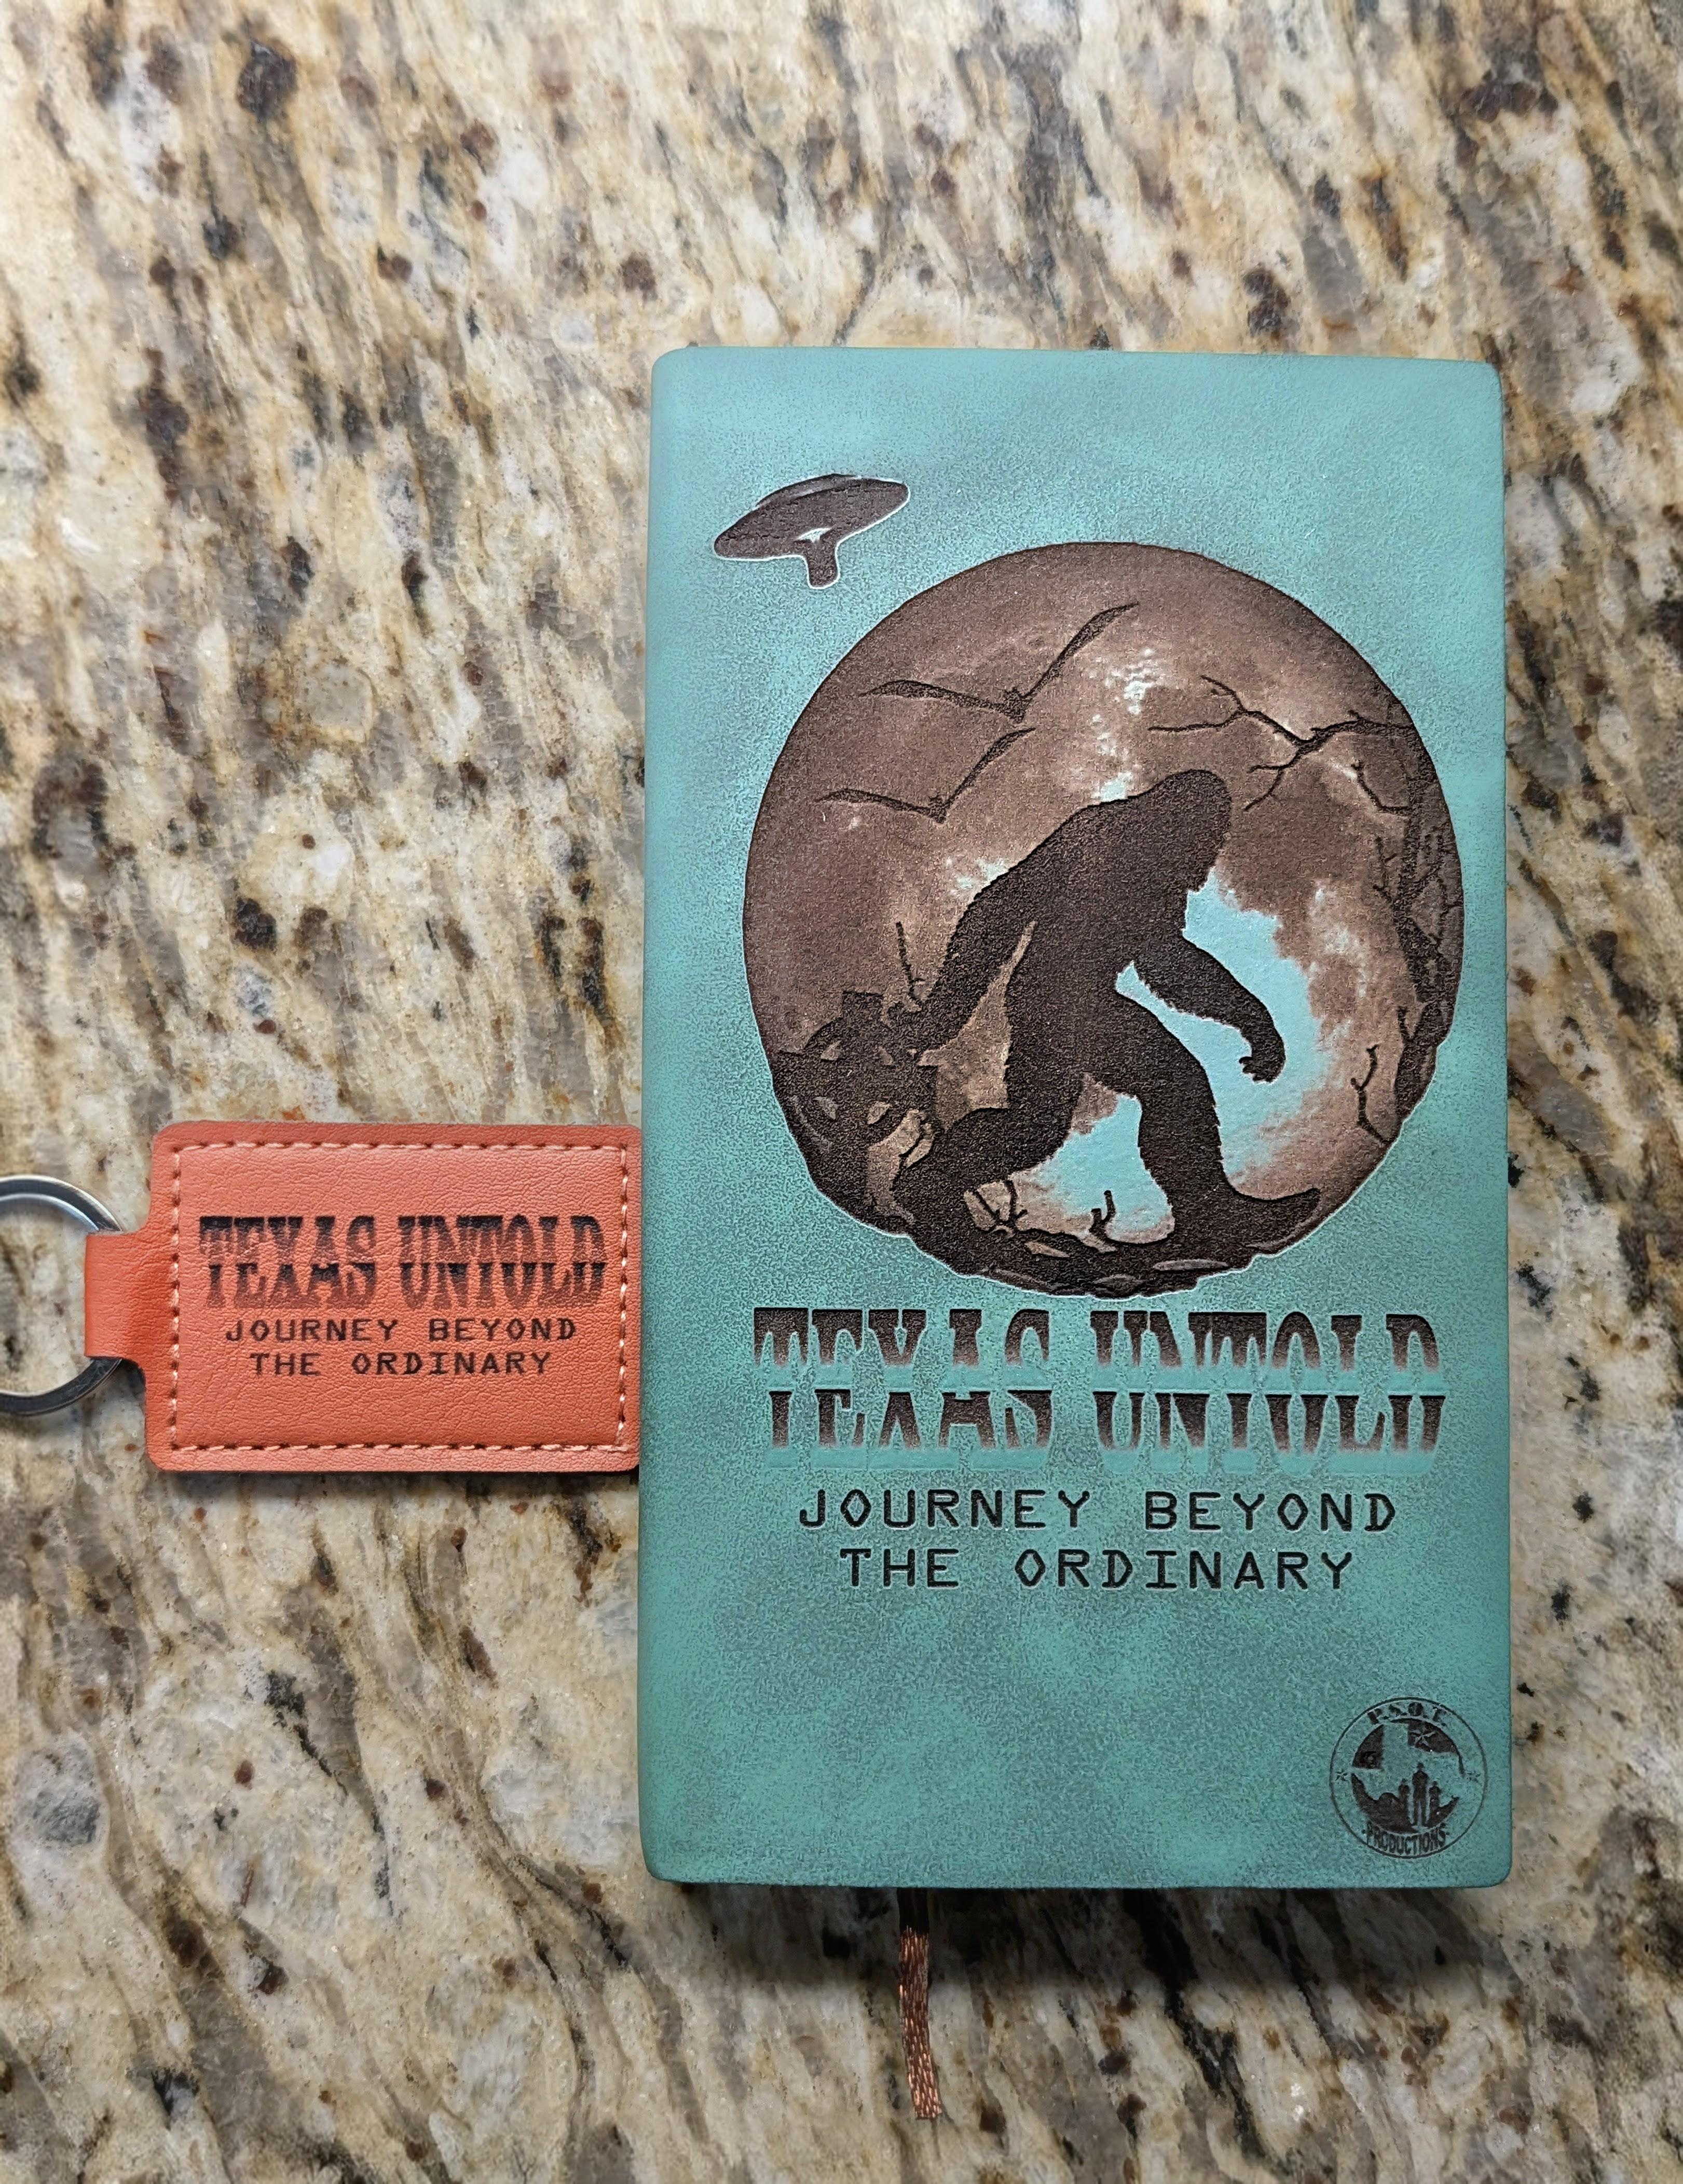 TEXAS UNTOLD
JOURNEY BEYOND
THE ORDINARY
TEXAS UNTOLD
JOURNEY BEYOND
THE ORDINARY
P.S.O.T.
PRODUCTIONS